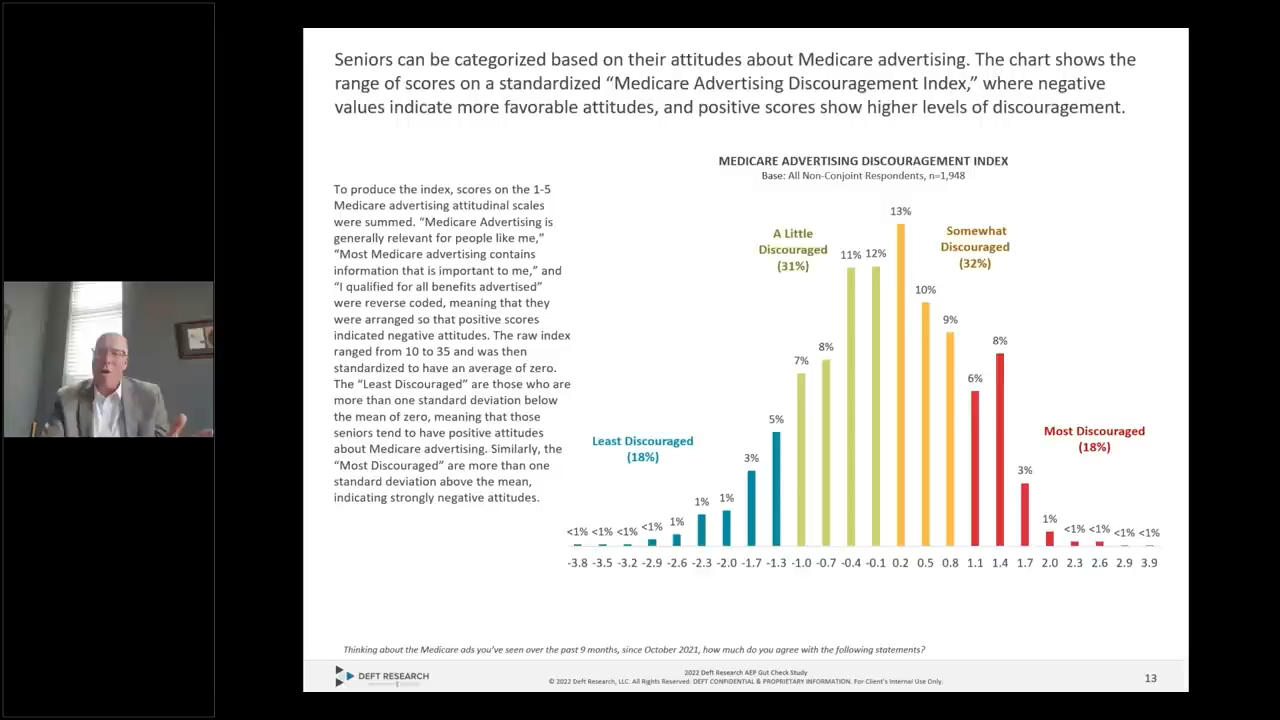 Seniors can be categorized based on their attitudes about Medicare advertising. The chart shows the
range of scores on a standardized “Medicare Advertising Discouragement Index,” where negative
values indicate more favorable attitudes, and positive scores show higher levels of discouragement.
To produce the index, scores on the 1-5
Medicare advertising attitudinal scales
were summed. “Medicare Advertising is
generally relevant for people like me,”
“Most Medicare advertising contains
information that is important to me,” and
“I qualified for all benefits advertised”
were reverse coded, meaning that they
were arranged so that positive scores
indicated negative attitudes. The raw index
ranged from 10 to 35 and was then
standardized to have an average of zero.
The “Least Discouraged” are those who are
more than one standard deviation below
the mean of zero, meaning that those
seniors tend to have positive attitudes
about Medicare advertising. Similarly, the
“Most Discouraged” are more than one
standard deviation above the mean,
indicating strongly negative attitudes.
MEDICARE ADVERTISING DISCOURAGEMENT INDEX
Base: All Non-Conjoint Respondents, n=1,948
Least Discouraged
(18%)
A Little
Discouraged
(31%)
Somewhat
Discouraged
(32%)
Most Discouraged
(18%)
<1% <1% <1% <1% 1% 1% 1% 3% 5% 7% 8% 11% 12% 13% 10% 9% 6% 8% 3% 1% <1% <1% <1% <1%
-3.8 -3.5 -3.2 -2.9 -2.6 -2.3 -2.0 -1.7 -1.3 -1.0 -0.7 -0.4 -0.1 0.2 0.5 0.8 1.1 1.4 1.7 2.0 2.3 2.6 2.9 3.9
Thinking about the Medicare ads you’ve seen over the past 9 months, since October 2021, how much do you agree with the following statements?
DEFT RESEARCH
2022 Deft Research AEP Gut Check Study
© 2022 Deft Research, LLC. All Rights Reserved. DEFT CONFIDENTIAL & PROPRIETARY INFORMATION. For Client’s Internal Use Only.
13